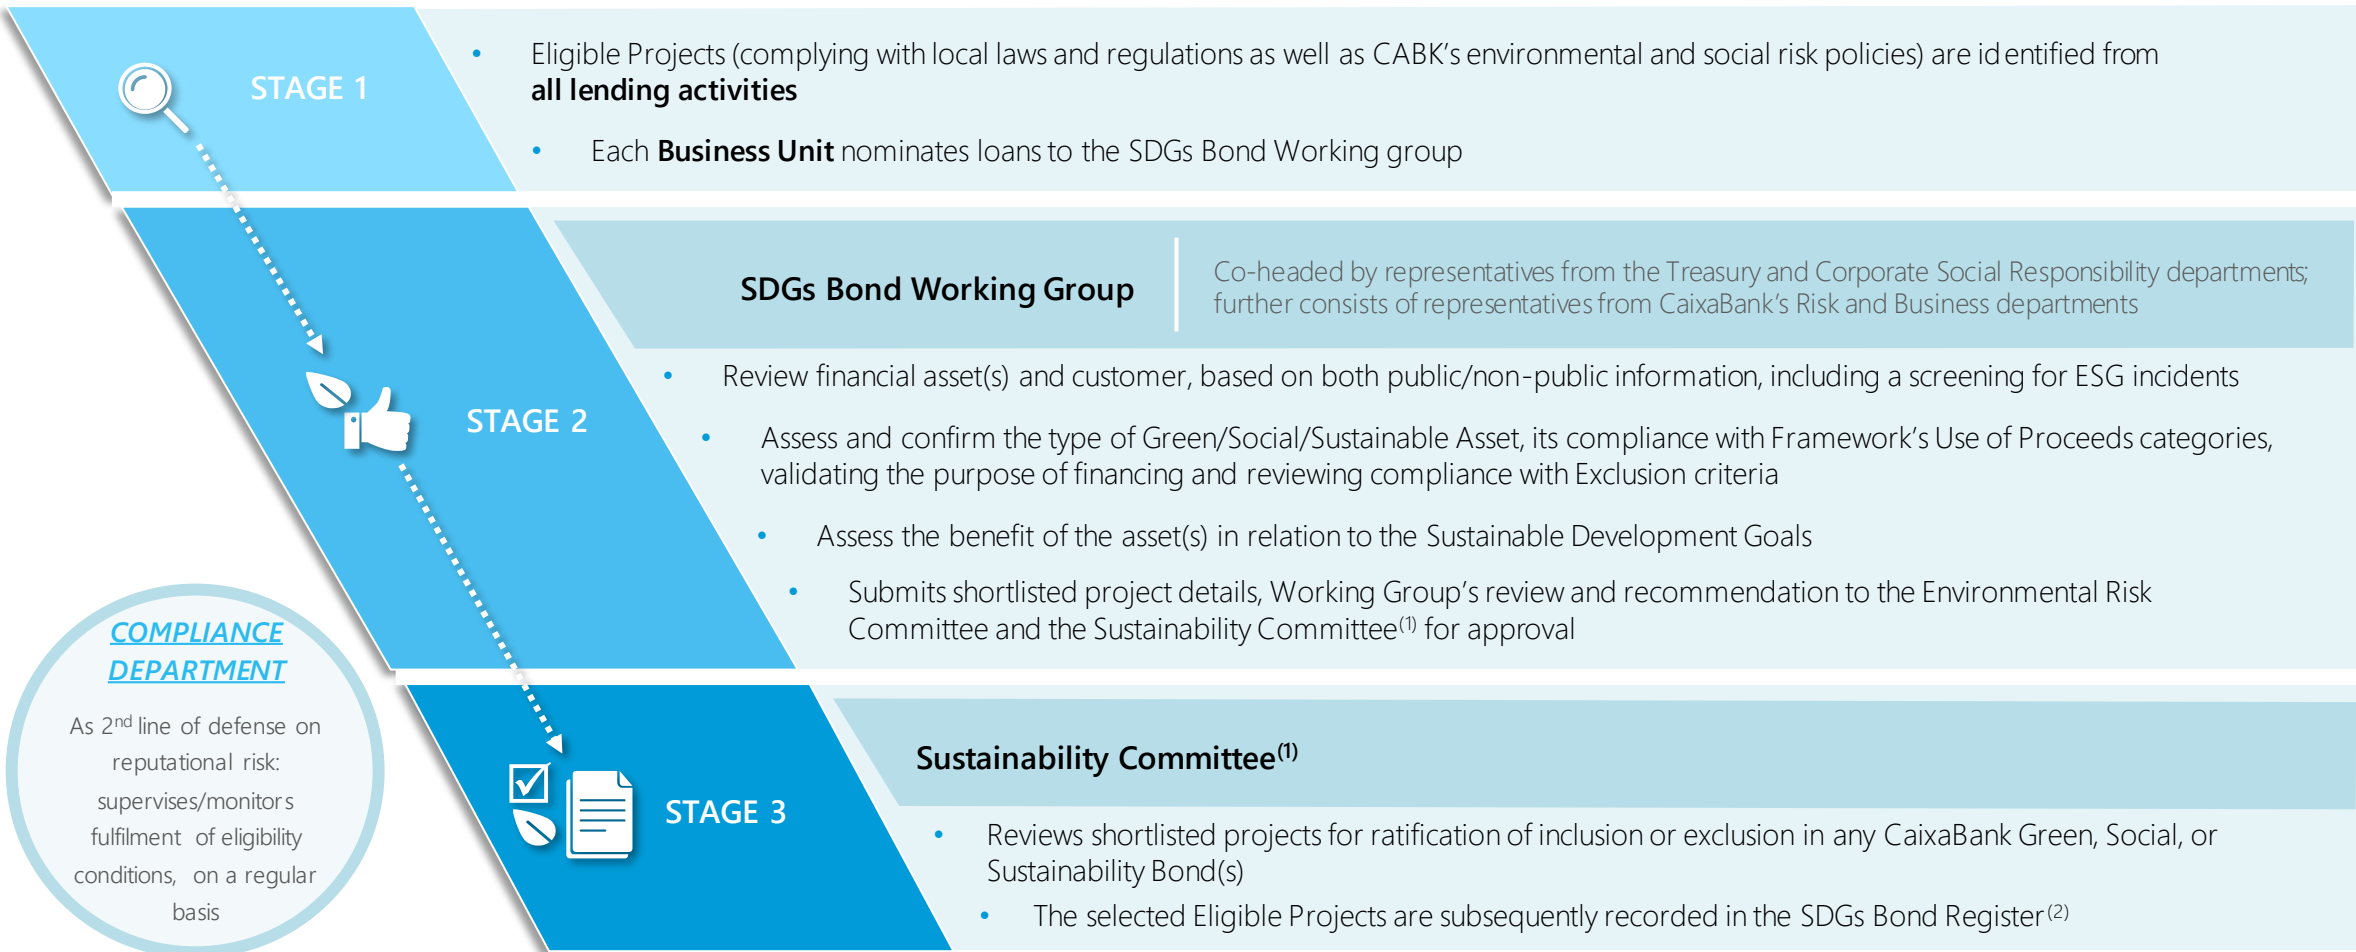 STAGE 1
• Eligible Projects (complying with local laws and regulations as well as CABK's environmental and social risk policies) are identified from
all lending activities
• Each Business Unit nominates loans to the SDGs Bond Working group
STAGE 2
SDGs Bond Working Group
Co-headed by representatives from the Treasury and Corporate Social Responsibility departments;
further consists of representatives from CaixaBank's Risk and Business departments
• Review financial asset(s) and customer, based on both public/non-public information, including a screening for ESG incidents
• Assess and confirm the type of Green/Social/Sustainable Asset, its compliance with Framework's Use of Proceeds categories,
validating the purpose of financing and reviewing compliance with Exclusion criteria
• Assess the benefit of the asset(s) in relation to the Sustainable Development Goals
• Submits shortlisted project details, Working Group's review and recommendation to the Environmental Risk
Committee and the Sustainability Committee(1) for approval
COMPLIANCE
DEPARTMENT
As 2nd line of defense on
reputational risk:
supervises/monitors
fulfilment of eligibility
conditions, on a regular
basis
STAGE 3
Sustainability Committee(1)
• Reviews shortlisted projects for ratification of inclusion or exclusion in any CaixaBank Green, Social, or
Sustainability Bond(s)
• The selected Eligible Projects are subsequently recorded in the SDGs Bond Register(2)